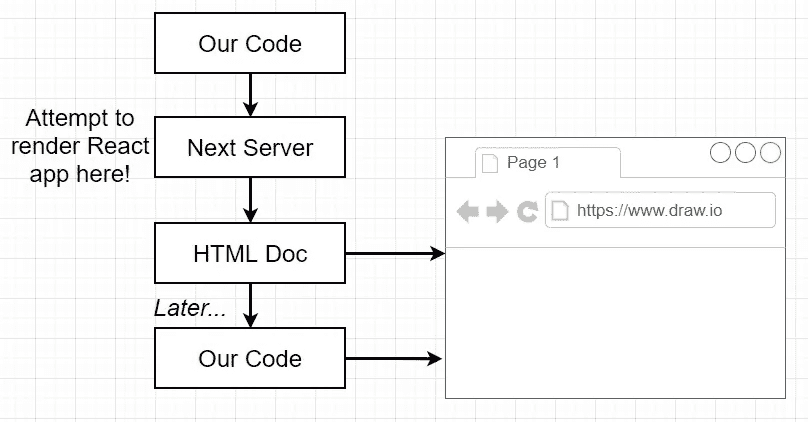 Our Code
Attempt to
render React
app here!
Next Server
Page 1
https://www.draw.io
HTML Doc
Later...
Our Code